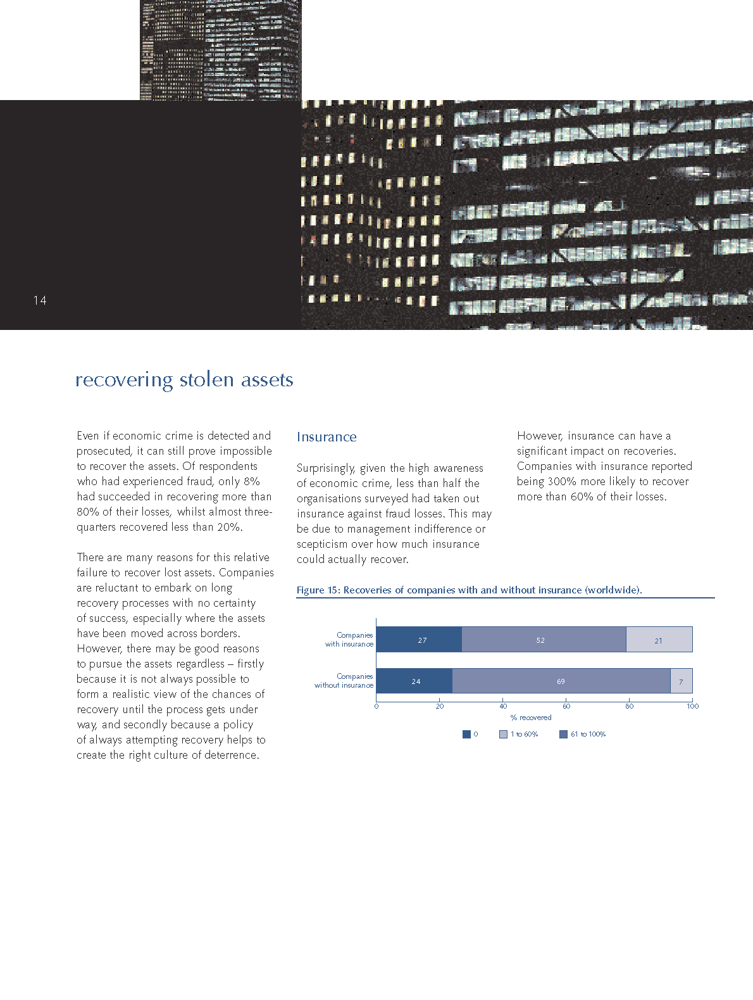 14
recovering stolen assets
Even if economic crime is detected and
prosecuted, it can still prove impossible
to recover the assets. Of respondents
who had experienced fraud, only 8%
had succeeded in recovering more than
80% of their losses, whilst almost three-
quarters recovered less than 20%.
There are many reasons for this relative
failure to recover lost assets. Companies
are reluctant to embark on long
recovery processes with no certainty
of success, especially where the assets
have been moved across borders.
However, there may be good reasons
to pursue the assets regardless – firstly
because it is not always possible to
form a realistic view of the chances of
recovery until the process gets under
way, and secondly because a policy
of always attempting recovery helps to
create the right culture of deterrence.
Insurance
Surprisingly, given the high awareness
of economic crime, less than half the
organisations surveyed had taken out
insurance against fraud losses. This may
be due to management indifference or
scepticism over how much insurance
could actually recover.
However, insurance can have a
significant impact on recoveries.
Companies with insurance reported
being 300% more likely to recover
more than 60% of their losses.
Figure 15: Recoveries of companies with and without insurance (worldwide).
Companies
with insurance
27 52 21
Companies
without insurance
24 69 7
0 20 40 60 80 100
% recovered
0 1 to 60% 61 to 100%